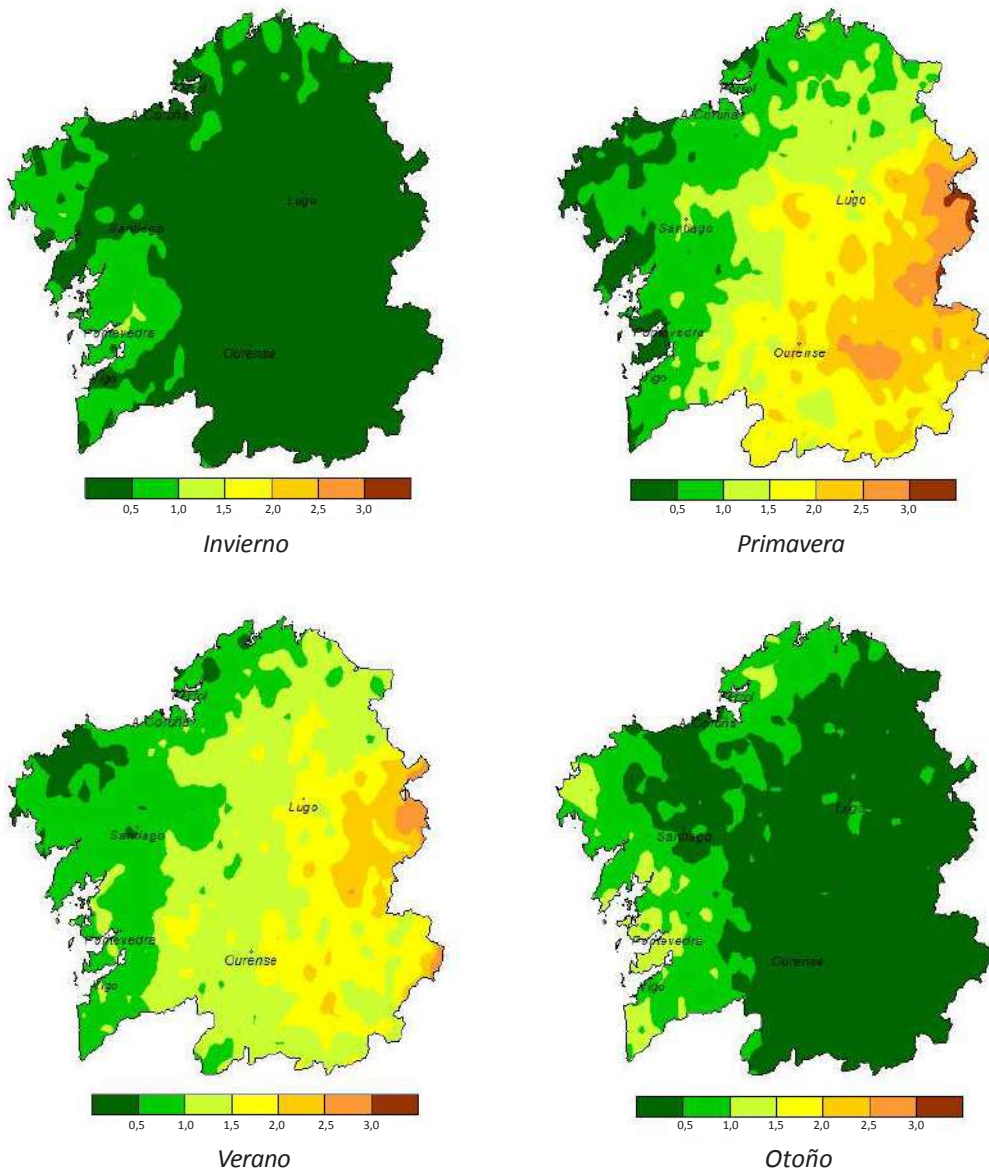 Ferrol
A Coruña
Lugo
Santiago
Pontevedra
Ourense
Vigo
0,5 1,0 1,5 2,0 2,5 3,0
Invierno
Ferrol
A Coruña
Lugo
Santiago
Pontevedra
Ourense
Vigo
0,5 1,0 1,5 2,0 2,5 3,0
Primavera
Ferrol
A Coruña
Lugo
Santiago
Pontevedra
Ourense
Vigo
0,5 1,0 1,5 2,0 2,5 3,0
Verano
Ferrol
A Coruña
Lugo
Santiago
Pontevedra
Ourense
Vigo
0,5 1,0 1,5 2,0 2,5 3,0
Otoño